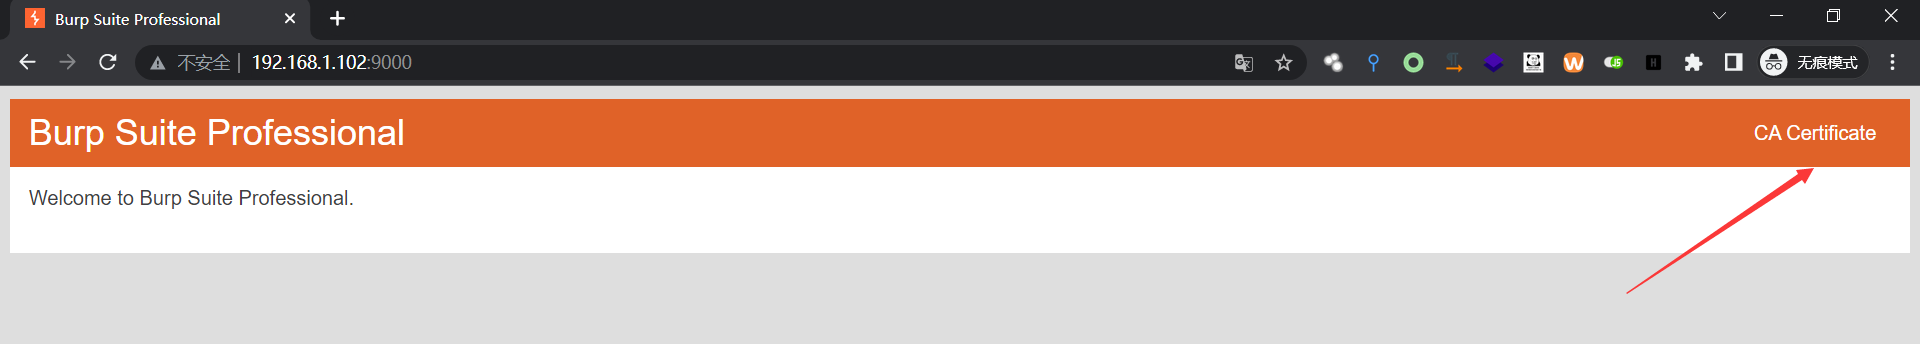 Burp Suite Professional
不安全 192.168.1.102:9000
无痕模式
Burp Suite Professional
CA Certificate
Welcome to Burp Suite Professional.